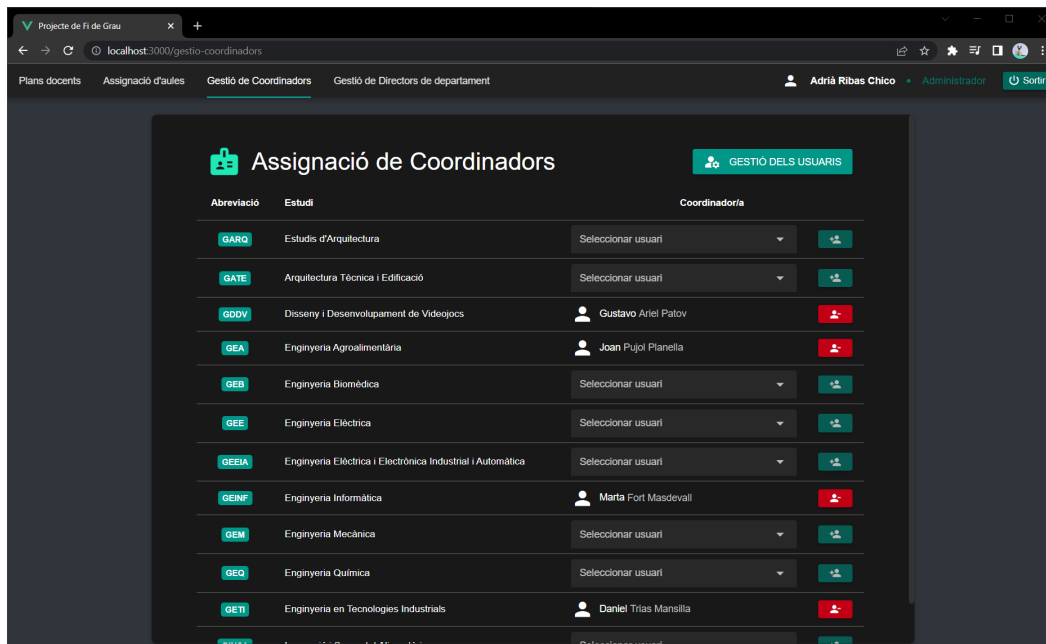 Projecte de Fi de Grau
localhost:3000/gestio-coordinadors
Plans docents Assignació d'aules Gestió de Coordinadors Gestió de Directors de departament Adrià Ribas Chico • Administrador Sortir
Assignació de Coordinadors GESTIÓ DELS USUARIS
Abreviació Estudi Coordinador/a
GARQ Estudis d'Arquitectura Seleccionar usuari
GATE Arquitectura Tècnica i Edificació Seleccionar usuari
GDDV Disseny i Desenvolupament de Videojocs Gustavo Ariel Patov
GEA Enginyeria Agroalimentària Joan Pujol Planella
GEB Enginyeria Biomèdica Seleccionar usuari
GEE Enginyeria Elèctrica Seleccionar usuari
GEEIA Enginyeria Elèctrica i Electrònica Industrial i Automàtica Seleccionar usuari
GEINF Enginyeria Informàtica Marta Fort Masdevall
GEM Enginyeria Mecànica Seleccionar usuari
GEQ Enginyeria Química Seleccionar usuari
GETI Enginyeria en Tecnologies Industrials Daniel Trias Mansilla